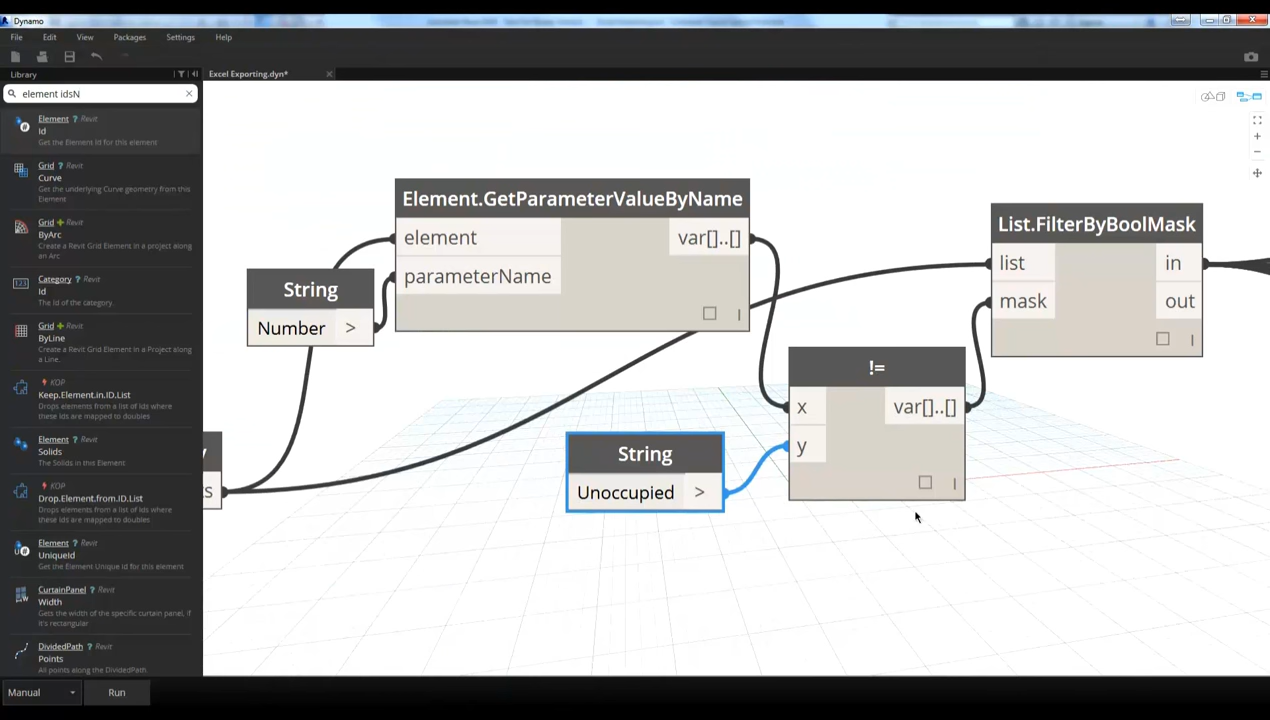 Dynamo
File Edit View Packages Settings Help
Library
Excel Exporting.dyn*
element idsN
Element ? Revit
Id
Get the Element Id for this element
Grid ? Revit
Curve
Get the underlying Curve geometry from this
Element
Grid + Revit
ByArc
Create a Revit Grid Element in a project along
an Arc
Category ? Revit
Id
The Id of the category.
Grid + Revit
ByLine
Create a Revit Grid Element in a Project along
a Line.
KOP
Keep.Element.in.ID.List
Drops elements from a list of Ids where
these Ids are mapped to doubles
Element ? Revit
Solids
The Solids in this Element
KOP
Drop.Element.from.ID.List
Drops elements from a list of Ids where
these Ids are mapped to doubles
Element ? Revit
UniqueId
Get the Element Unique Id for this element
CurtainPanel ? Revit
Width
Gets the width of the specific curtain panel, if
it's rectangular
DividedPath ? Revit
Points
All points along the DividedPath.
Element.GetParameterValueByName
element var[]..[]
parameterName
String
Number >
List.FilterByBoolMask
list in
mask out
!=
x var[]..[]
y
String
Unoccupied >
Manual Run